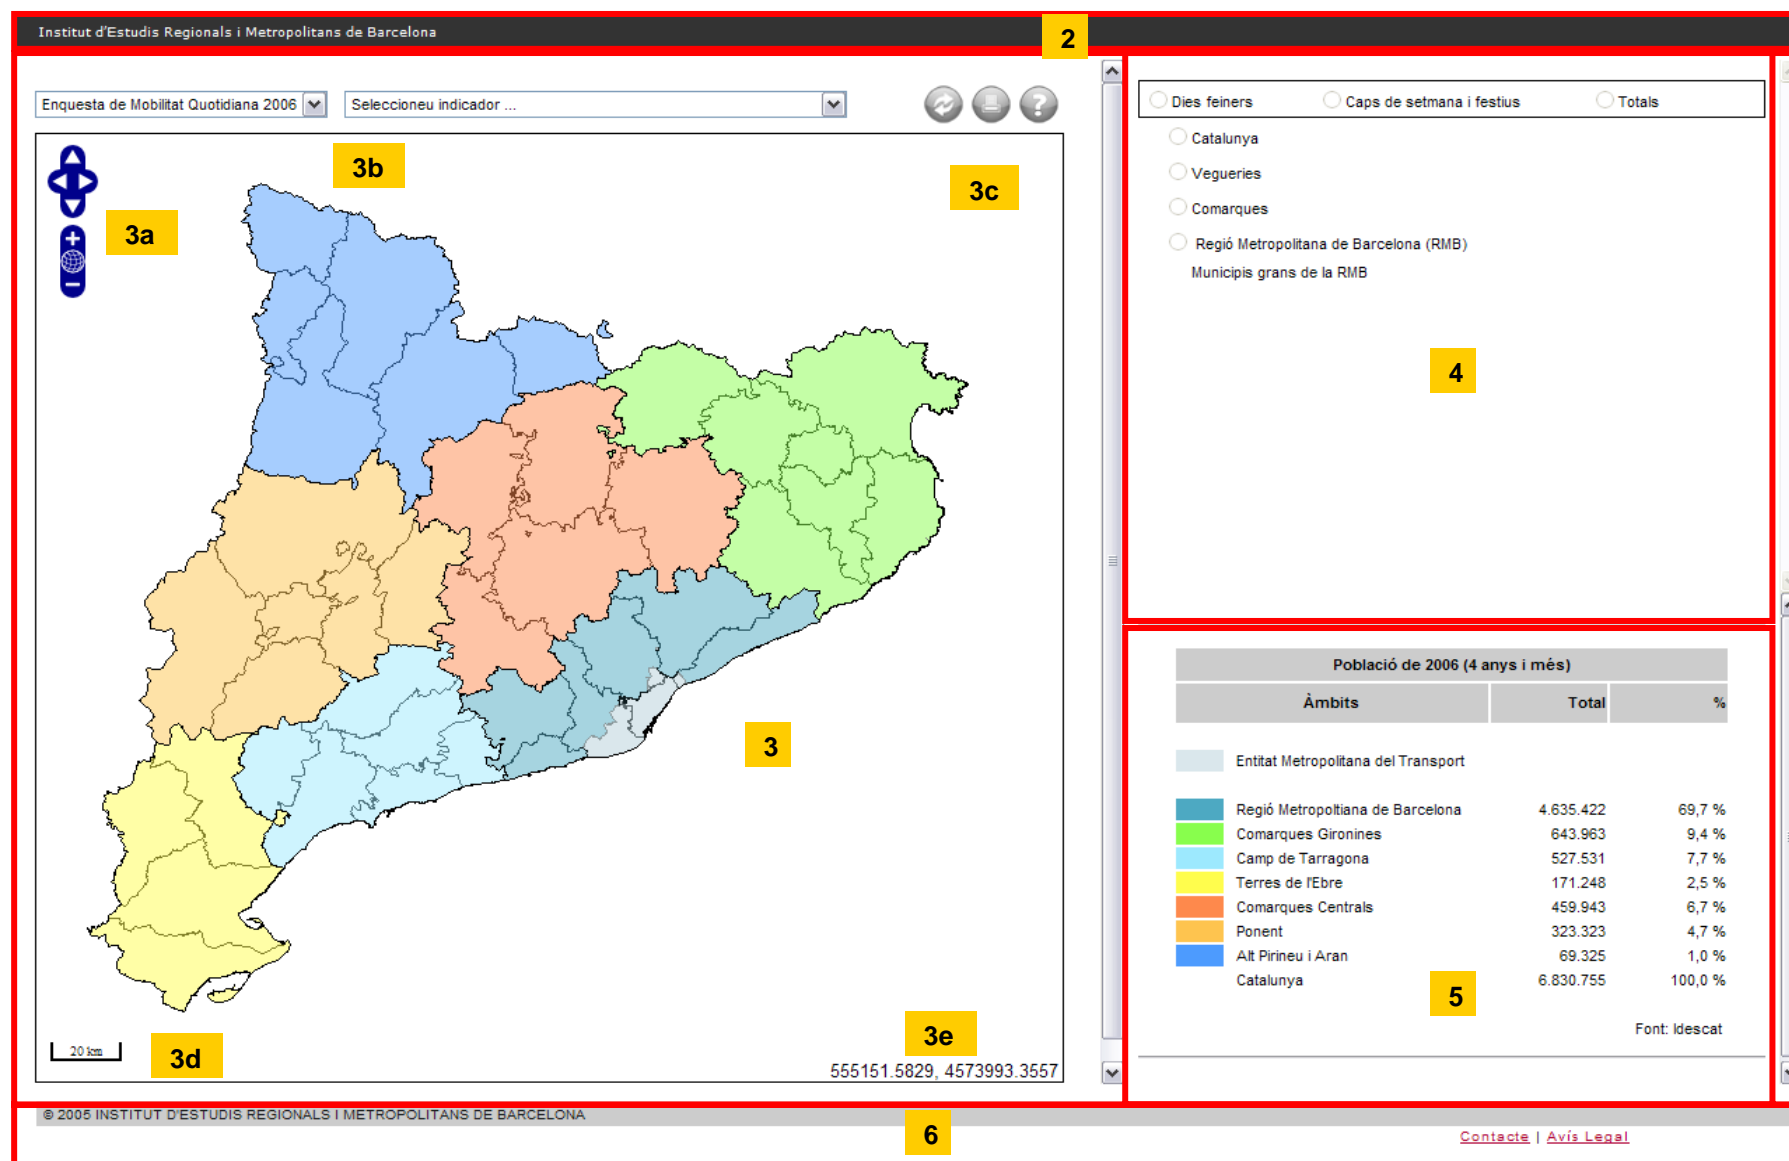 Institut d'Estudis Regionals i Metropolitans de Barcelona
2
Enquesta de Mobilitat Quotidiana 2006
Seleccioneu indicador ...
?
3a
3b
3c
3
3d
3e
20 km
555151.5829, 4573993.3557
Dies feiners
Caps de setmana i festius
Totals
Catalunya
Vegueries
Comarques
Regió Metropolitana de Barcelona (RMB)
Municipis grans de la RMB
4
Població de 2006 (4 anys i més)
Àmbits Total %
Entitat Metropolitana del Transport
Regió Metropoltiana de Barcelona 4.635.422 69,7 %
Comarques Gironines 643.963 9,4 %
Camp de Tarragona 527.531 7,7 %
Terres de l'Ebre 171.248 2,5 %
Comarques Centrals 459.943 6,7 %
Ponent 323.323 4,7 %
Alt Pirineu i Aran 69.325 1,0 %
Catalunya 6.830.755 100,0 %
5
Font: Idescat
© 2005 INSTITUT D'ESTUDIS REGIONALS I METROPOLITANS DE BARCELONA
6
Contacte | Avís Legal